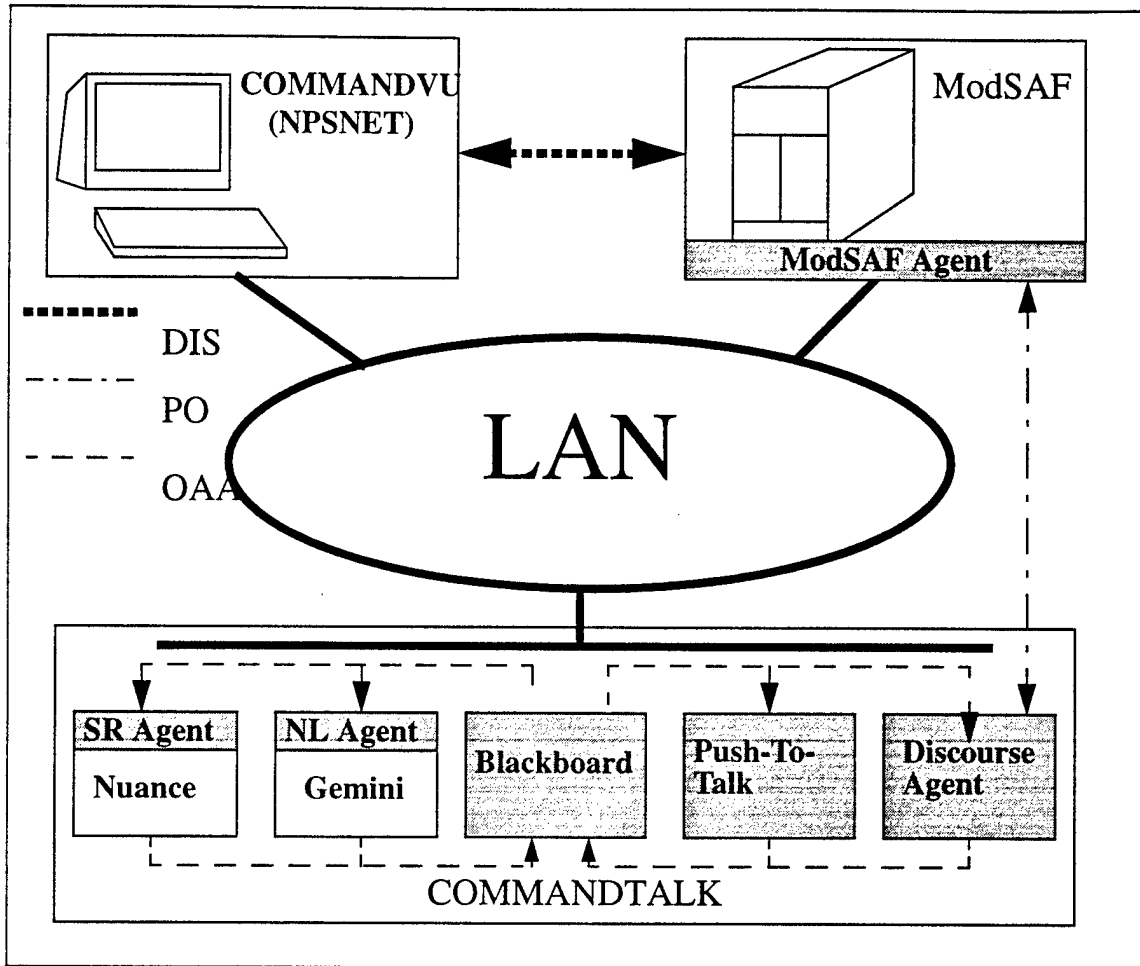 COMMANDVU
(NPSNET)
ModSAF
ModSAF Agent
DIS
PO
OAA
LAN
SR Agent
Nuance
NL Agent
Gemini
Blackboard
Push-To-
Talk
Discourse
Agent
COMMANDTALK